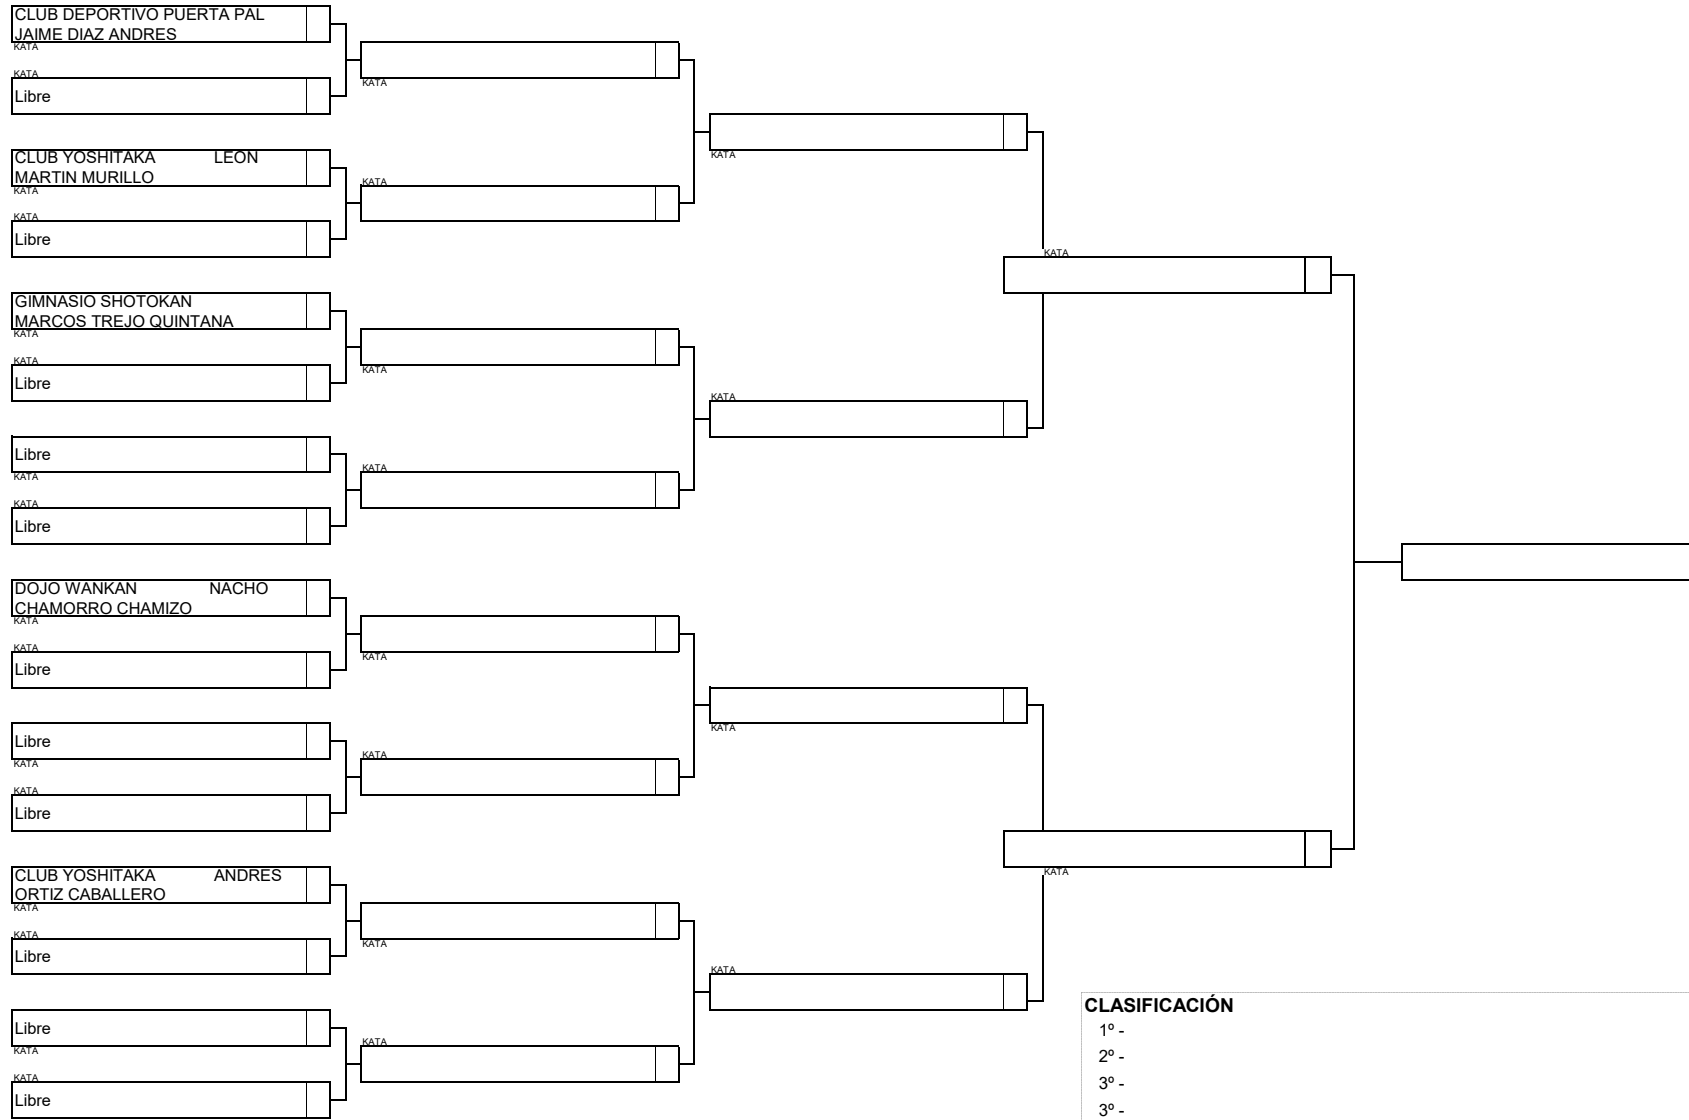 CLUB DEPORTIVO PUERTA PAL
JAIME DIAZ ANDRES
KATA
KATA
Libre
CLUB YOSHITAKA LEON
MARTIN MURILLO
KATA
KATA
Libre
GIMNASIO SHOTOKAN
MARCOS TREJO QUINTANA
KATA
KATA
Libre
Libre
KATA
KATA
Libre
DOJO WANKAN NACHO
CHAMORRO CHAMIZO
KATA
KATA
Libre
Libre
KATA
KATA
Libre
CLUB YOSHITAKA ANDRES
ORTIZ CABALLERO
KATA
KATA
Libre
Libre
KATA
KATA
Libre
KATA
KATA
KATA
KATA
KATA
KATA
KATA
KATA
KATA
KATA
KATA
KATA
KATA
KATA
CLASIFICACIÓN
1º -
2º -
3º -
3º -